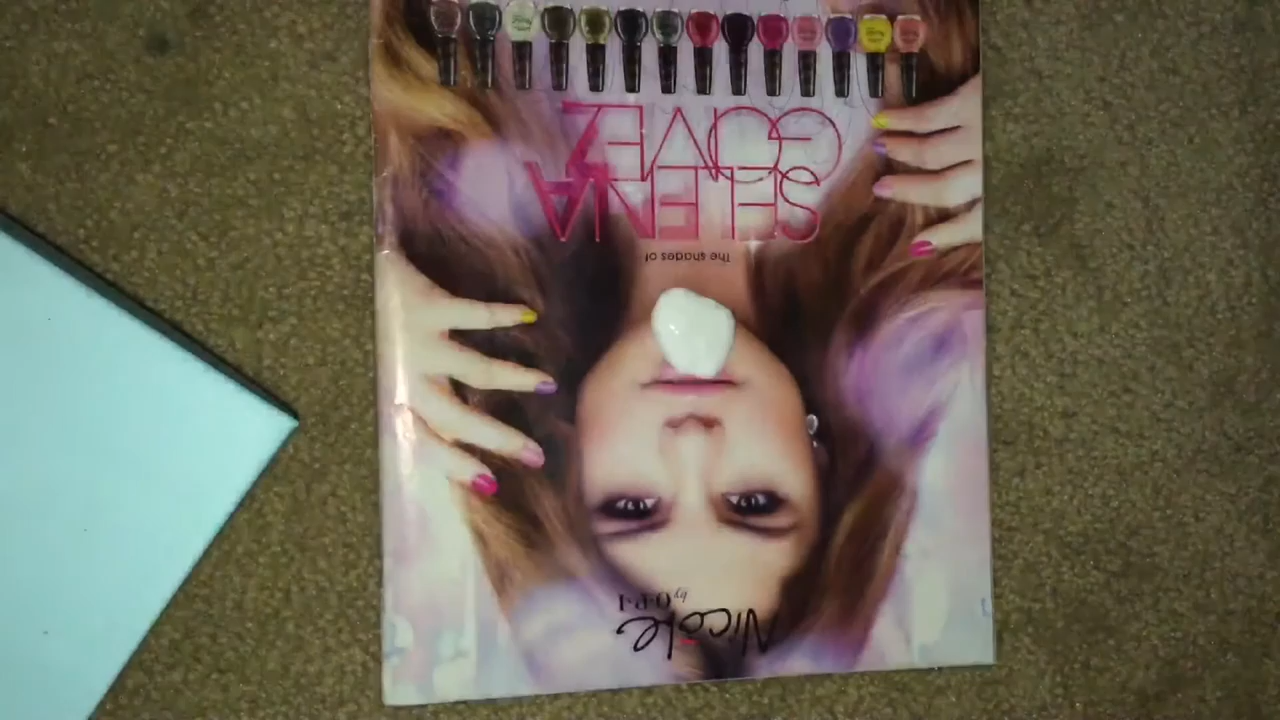 Nicole
by O·P·I
The shades of
SELENA
GOMEZ